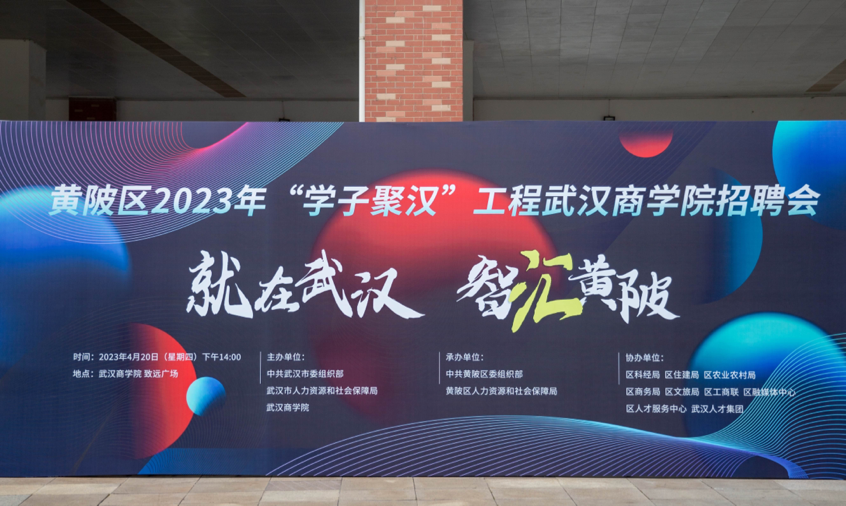 黄陂区2023年“学子聚汉”工程武汉商学院招聘会
就在武汉 智汇黄陂
时间：2023年4月20日（星期四）下午14:00
地点：武汉商学院 致远广场
主办单位：
中共武汉市委组织部
武汉市人力资源和社会保障局
武汉商学院
承办单位：
中共黄陂区委组织部
黄陂区人力资源和社会保障局
协办单位：
区科经局 区住建局 区农业农村局
区商务局 区文旅局 区工商联 区融媒体中心
区人才服务中心 武汉人才集团